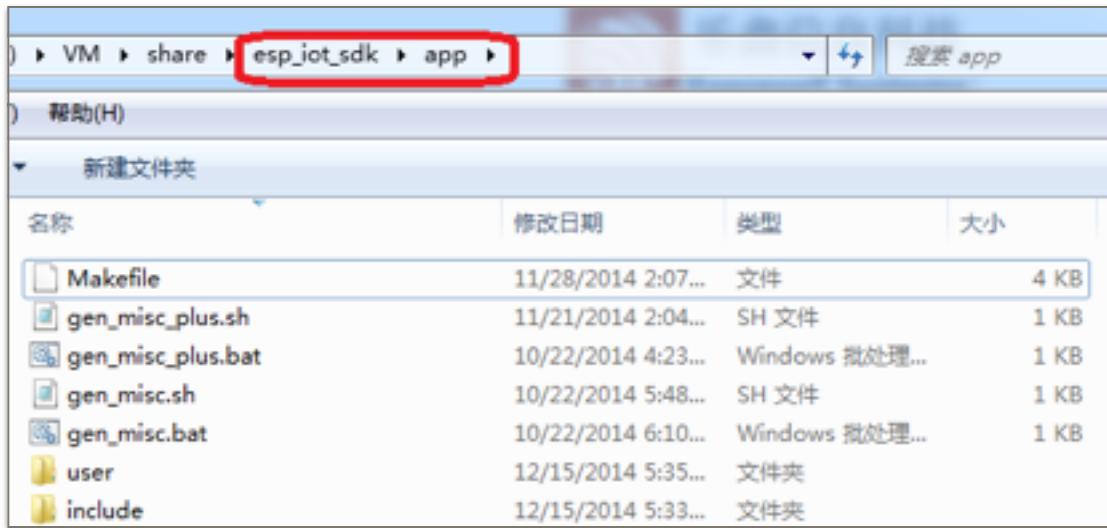 ) ▸ VM ▸ share ▸ esp_iot_sdk ▸ app ▸ 搜索 app
) 帮助(H)
新建文件夹
名称 修改日期 类型 大小
Makefile 11/28/2014 2:07... 文件 4 KB
gen_misc_plus.sh 11/21/2014 2:04... SH 文件 1 KB
gen_misc_plus.bat 10/22/2014 4:23... Windows 批处理... 1 KB
gen_misc.sh 10/22/2014 5:48... SH 文件 1 KB
gen_misc.bat 10/22/2014 6:10... Windows 批处理... 1 KB
user 12/15/2014 5:35... 文件夹
include 12/15/2014 5:33... 文件夹